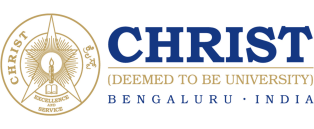 CHRIST
EXCELLENCE
AND
SERVICE
CHRIST
(DEEMED TO BE UNIVERSITY)
BENGALURU · INDIA